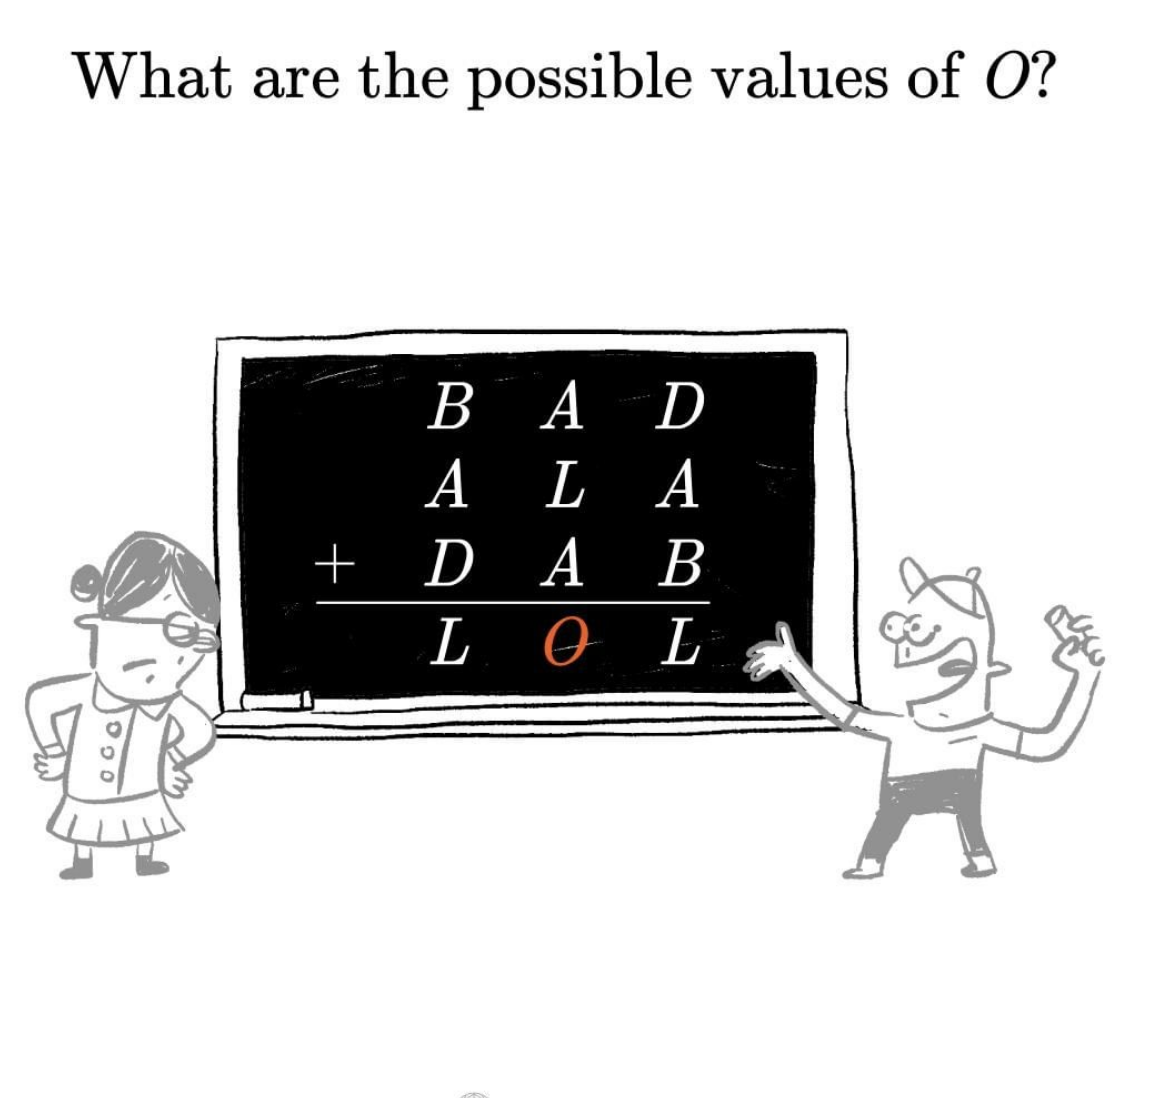 What are the possible values of O?
B A D
A L A
+ D A B
L O L